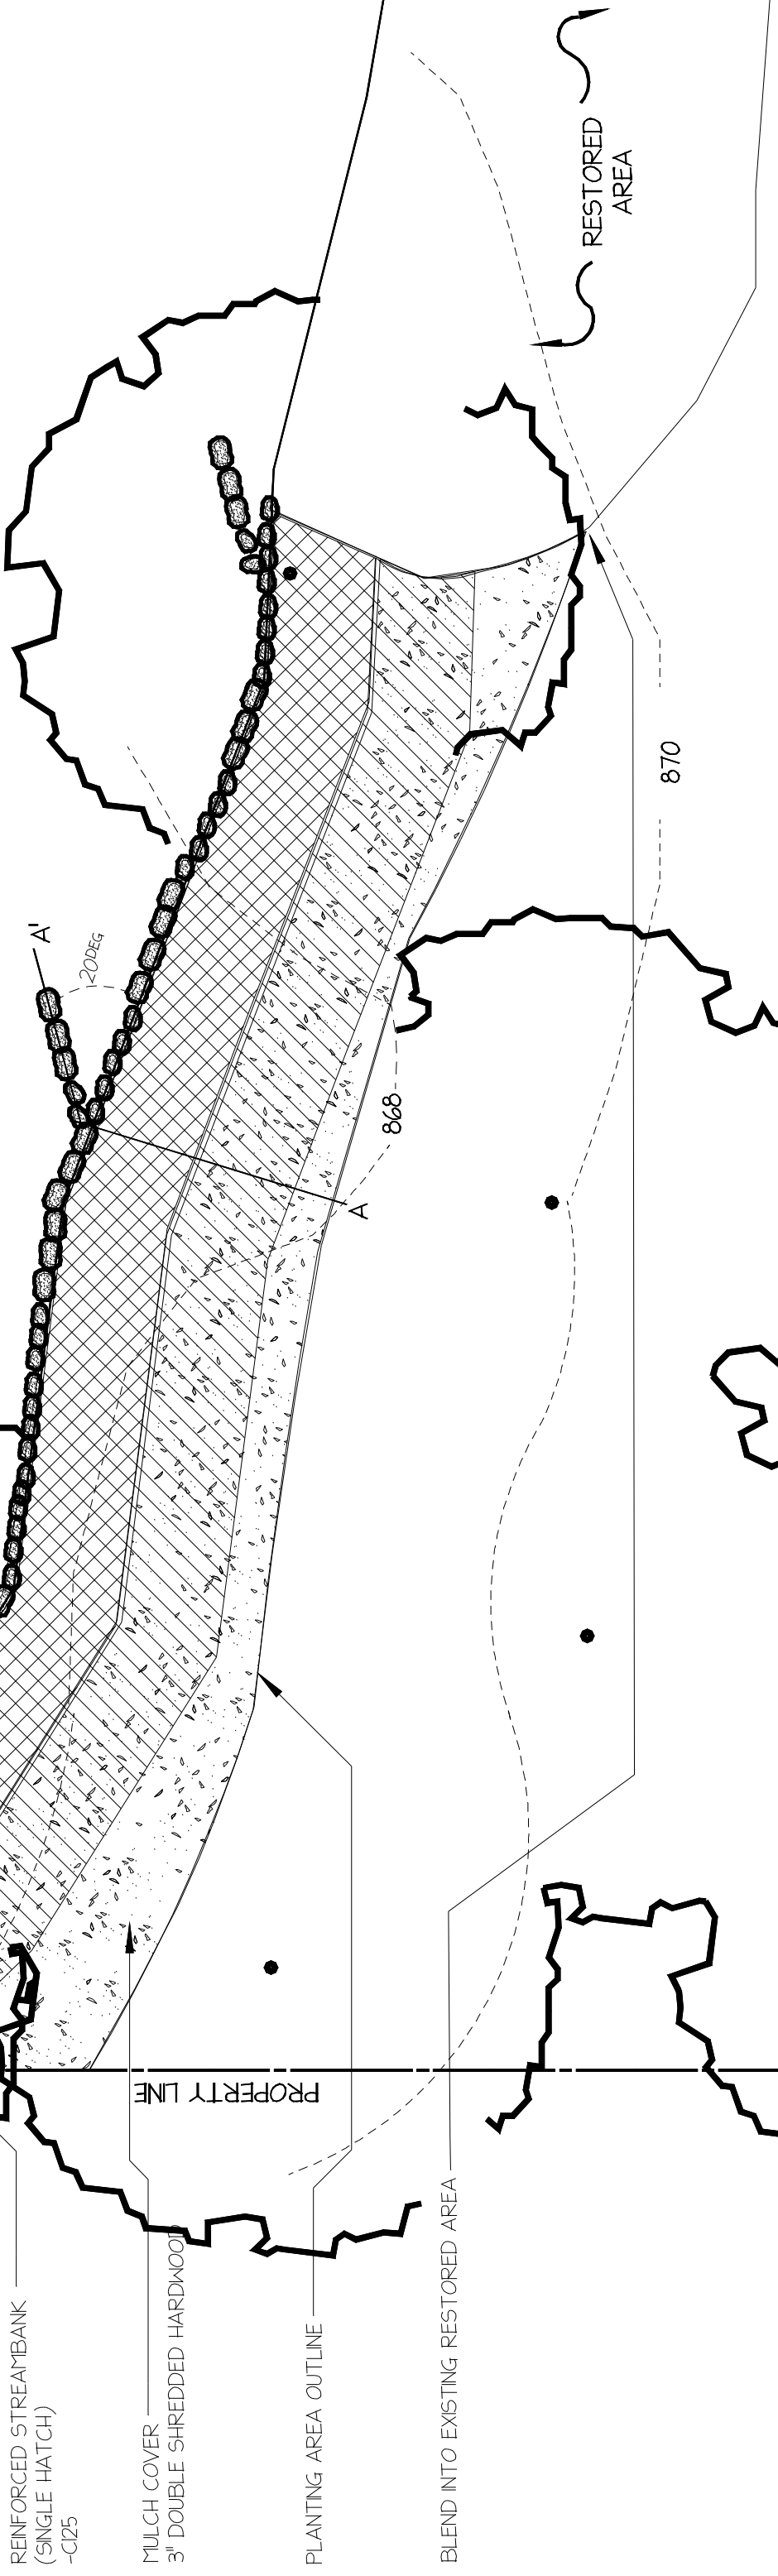 REINFORCED STREAMBANK
(SINGLE HATCH)
-C125
MULCH COVER
3" DOUBLE SHREDDED HARDWOOD
PLANTING AREA OUTLINE
BLEND INTO EXISTING RESTORED AREA
PROPERTY LINE
A
A'
20DEG
868
870
RESTORED
AREA